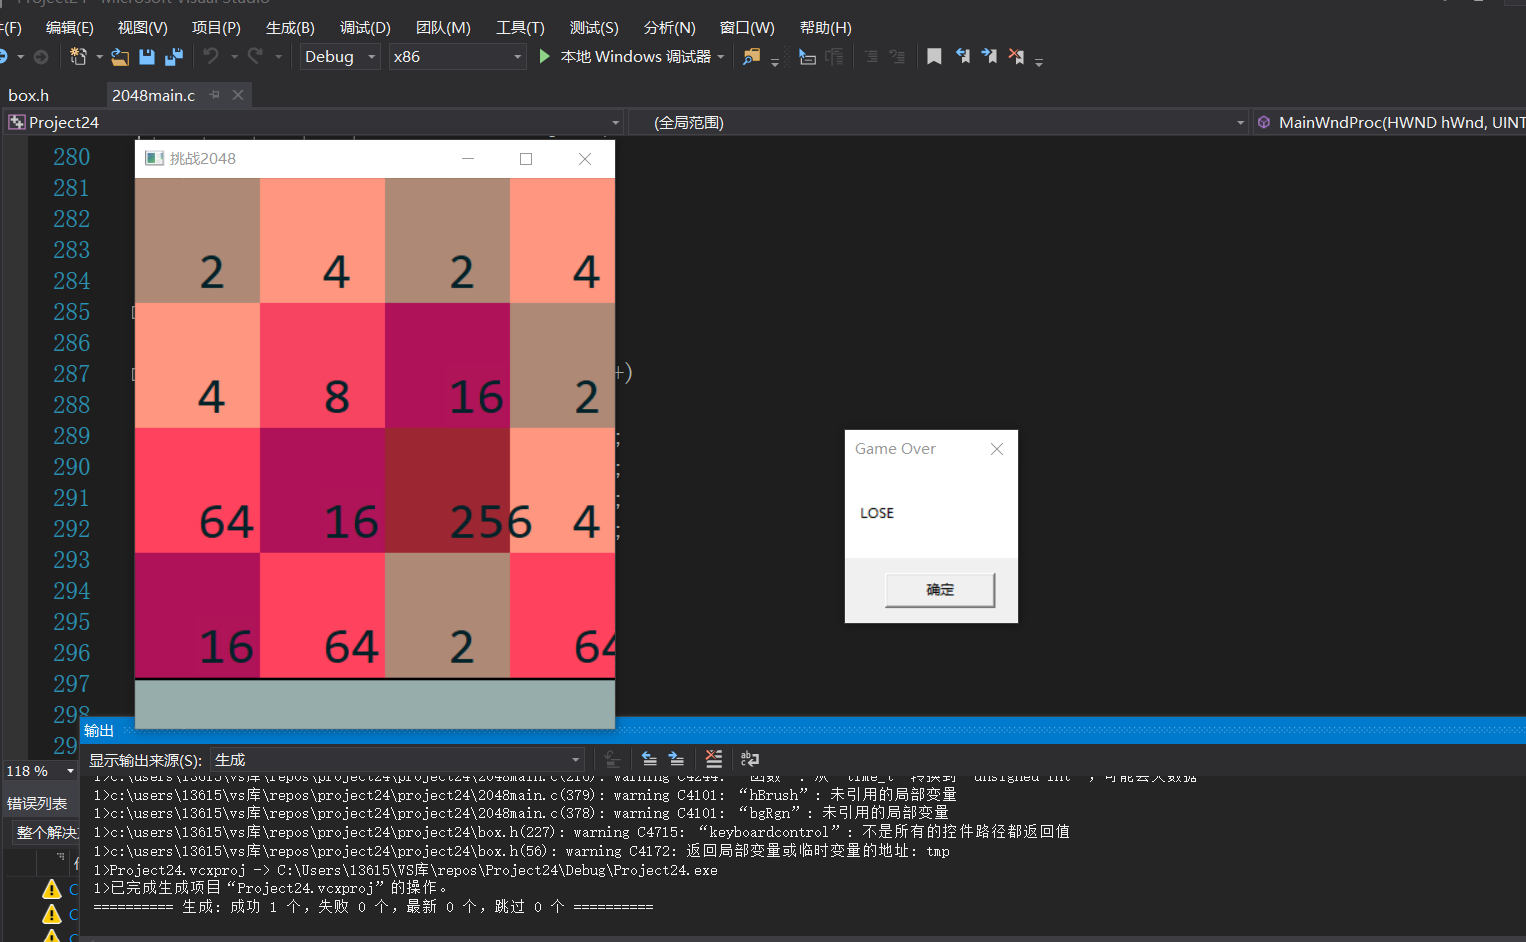 Project24 - Microsoft Visual Studio
(F) 编辑(E) 视图(V) 项目(P) 生成(B) 调试(D) 团队(M) 工具(T) 测试(S) 分析(N) 窗口(W) 帮助(H)
Debug x86 本地 Windows 调试器
box.h 2048main.c
Project24 (全局范围) MainWndProc(HWND hWnd, UINT
280
281
282
283
284
285
286
287 +)
288
289 ;
290 ;
291 ;
292 ;
293
294
295
296
297
298
29
挑战2048
2 4 2 4
4 8 16 2
64 16 256 4
16 64 2 64
Game Over
LOSE
确定
118 %
错误列表
整个解决
输出
显示输出来源(S): 生成
1>c:\users\13615\vs库\repos\project24\project24\2048main.c(216): warning C4244: “函数”: 从“time_t”转换到“unsigned int”，可能丢失数据
1>c:\users\13615\vs库\repos\project24\project24\2048main.c(379): warning C4101: “hBrush”: 未引用的局部变量
1>c:\users\13615\vs库\repos\project24\project24\2048main.c(378): warning C4101: “bgRgn”: 未引用的局部变量
1>c:\users\13615\vs库\repos\project24\project24\box.h(227): warning C4715: “keyboardcontrol”: 不是所有的控件路径都返回值
1>c:\users\13615\vs库\repos\project24\project24\box.h(56): warning C4172: 返回局部变量或临时变量的地址: tmp
1>Project24.vcxproj -> C:\Users\13615\VS库\repos\Project24\Debug\Project24.exe
1>已完成生成项目“Project24.vcxproj”的操作。
========== 生成: 成功 1 个，失败 0 个，最新 0 个，跳过 0 个 ==========